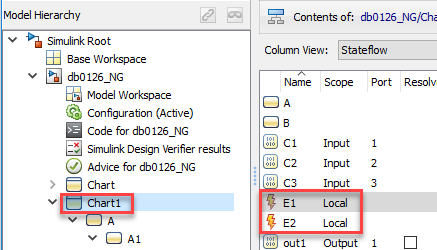 Model Hierarchy
Simulink Root
Base Workspace
db0126_NG
Model Workspace
Configuration (Active)
Code for db0126_NG
Simulink Design Verifier results
Advice for db0126_NG
Chart
Chart1
A
A1
Contents of: db0126_NG/Cha
Column View: Stateflow
Name Scope Port Resolve
A
B
C1 Input 1
C2 Input 2
C3 Input 3
E1 Local
E2 Local
out1 Output 1